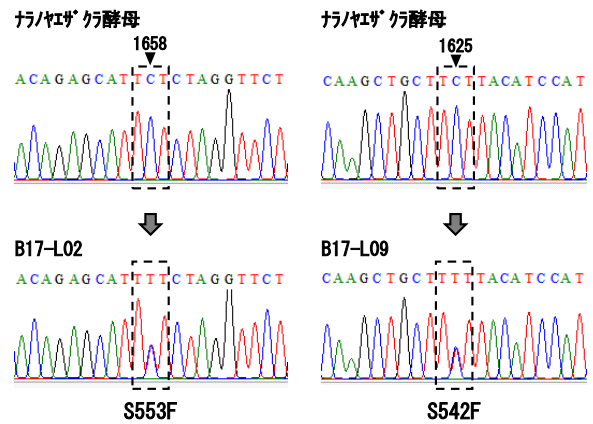 ﾅﾗﾉﾔｴｻﾞｸﾗ酵母
1658
ACAGAGCATTCTCTAGGTTCT
B17-L02
ACAGAGCATTTTCTAGGTTCT
S553F
ﾅﾗﾉﾔｴｻﾞｸﾗ酵母
1625
CAAGCTGCTTCTTACATCCAT
B17-L09
CAAGCTGCTTTTTACATCCAT
S542F